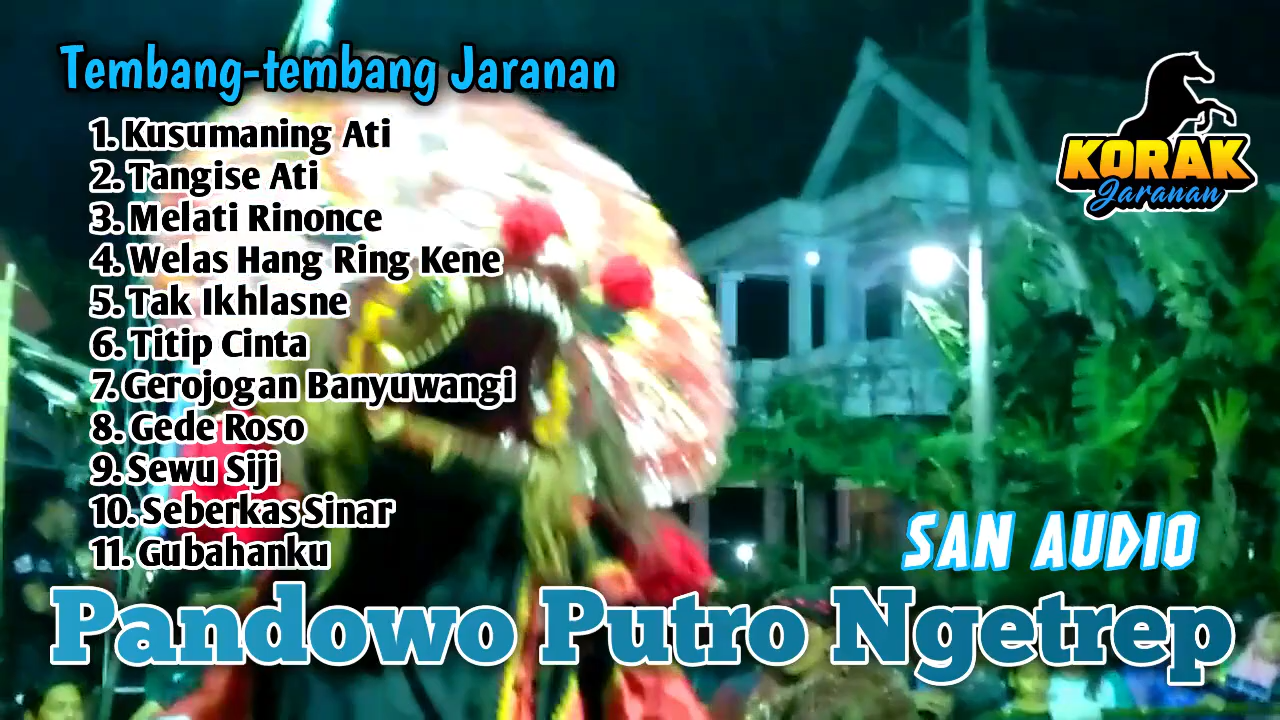 Tembang-tembang Jaranan
1. Kusumaning Ati
2. Tangise Ati
3. Melati Rinonce
4. Welas Hang Ring Kene
5. Tak Ikhlasne
6. Titip Cinta
7. Gerojogan Banyuwangi
8. Gede Roso
9. Sewu Siji
10. Seberkas Sinar
11. Gubahanku
KORAK
Jaranan
SAN AUDIO
Pandowo Putro Ngetrep